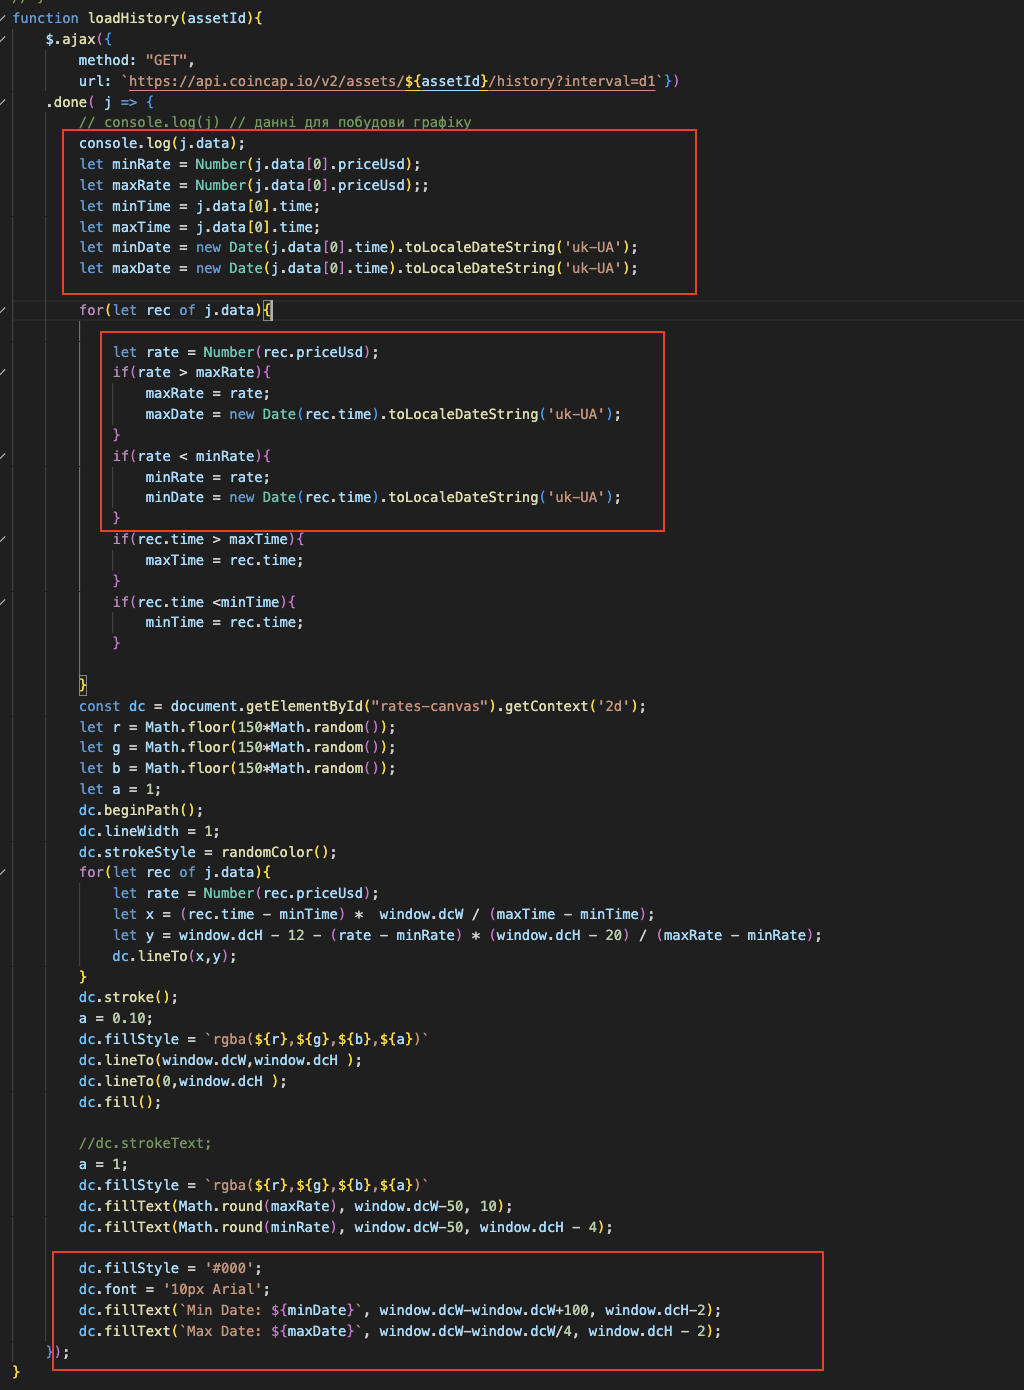 function loadHistory(assetId){
    $.ajax({
        method: "GET",
        url: `https://api.coincap.io/v2/assets/${assetId}/history?interval=d1`})
    .done( j => {
        // console.log(j) // данні для побудови графіку
        console.log(j.data);
        let minRate = Number(j.data[0].priceUsd);
        let maxRate = Number(j.data[0].priceUsd);;
        let minTime = j.data[0].time;
        let maxTime = j.data[0].time;
        let minDate = new Date(j.data[0].time).toLocaleDateString('uk-UA');
        let maxDate = new Date(j.data[0].time).toLocaleDateString('uk-UA');
        for(let rec of j.data){
            let rate = Number(rec.priceUsd);
            if(rate > maxRate){
                maxRate = rate;
                maxDate = new Date(rec.time).toLocaleDateString('uk-UA');
            }
            if(rate < minRate){
                minRate = rate;
                minDate = new Date(rec.time).toLocaleDateString('uk-UA');
            }
            if(rec.time > maxTime){
                maxTime = rec.time;
            }
            if(rec.time <minTime){
                minTime = rec.time;
            }
        }
        const dc = document.getElementById("rates-canvas").getContext('2d');
        let r = Math.floor(150*Math.random());
        let g = Math.floor(150*Math.random());
        let b = Math.floor(150*Math.random());
        let a = 1;
        dc.beginPath();
        dc.lineWidth = 1;
        dc.strokeStyle = randomColor();
        for(let rec of j.data){
            let rate = Number(rec.priceUsd);
            let x = (rec.time - minTime) *  window.dcW / (maxTime - minTime);
            let y = window.dcH - 12 - (rate - minRate) * (window.dcH - 20) / (maxRate - minRate);
            dc.lineTo(x,y);
        }
        dc.stroke();
        a = 0.10;
        dc.fillStyle = `rgba(${r},${g},${b},${a})`
        dc.lineTo(window.dcW,window.dcH );
        dc.lineTo(0,window.dcH );
        dc.fill();
        //dc.strokeText;
        a = 1;
        dc.fillStyle = `rgba(${r},${g},${b},${a})`
        dc.fillText(Math.round(maxRate), window.dcW-50, 10);
        dc.fillText(Math.round(minRate), window.dcW-50, window.dcH - 4);
        dc.fillStyle = '#000';
        dc.font = '10px Arial';
        dc.fillText(`Min Date: ${minDate}`, window.dcW-window.dcW+100, window.dcH-2);
        dc.fillText(`Max Date: ${maxDate}`, window.dcW-window.dcW/4, window.dcH - 2);
    });
}